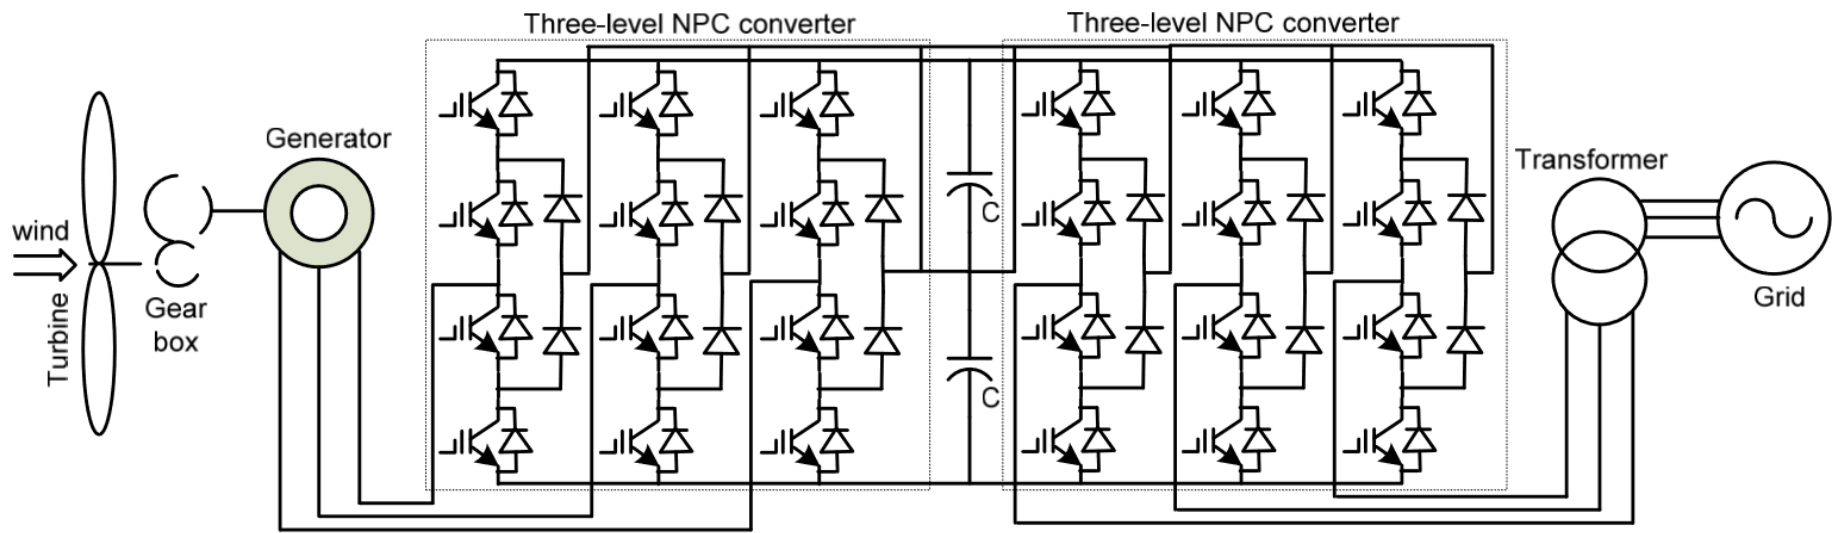 Three-level NPC converter
Three-level NPC converter
Generator
Transformer
wind
Turbine
Gear
box
C
C
Grid